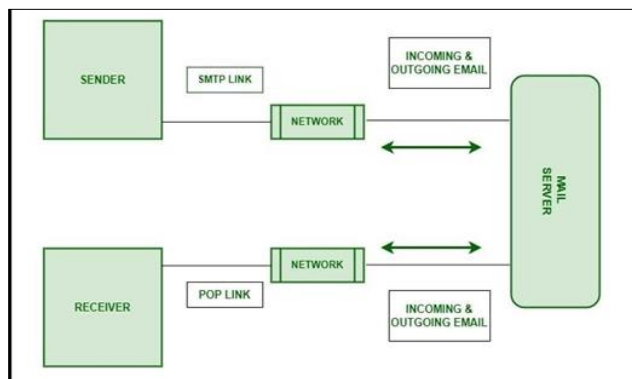 SENDER
SMTP LINK
INCOMING &
OUTGOING EMAIL
NETWORK
MAIL
SERVER
NETWORK
RECEIVER
POP LINK
INCOMING &
OUTGOING EMAIL